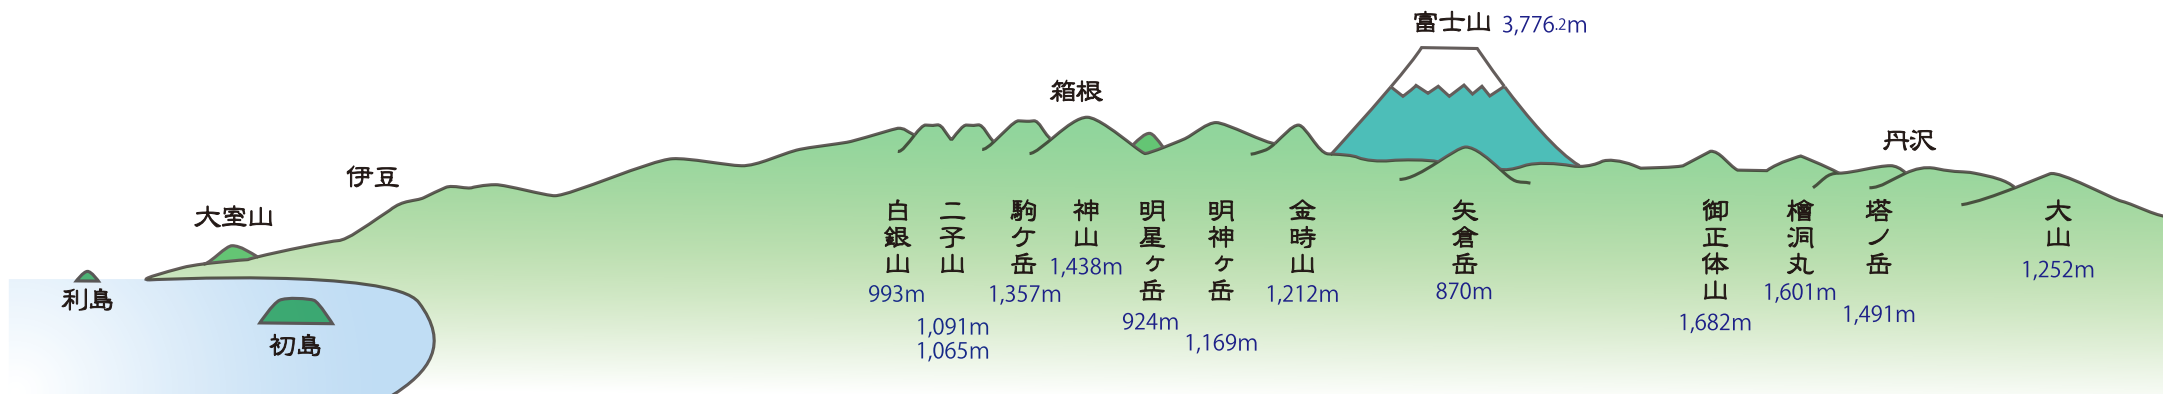 富士山 3,776.2m
箱根
丹沢
伊豆
大室山
利島
初島
白銀山
993m
二子山
1,091m
1,065m
駒ケ岳
1,357m
神山
1,438m
明星ヶ岳
924m
明神ヶ岳
1,169m
金時山
1,212m
矢倉岳
870m
御正体山
1,682m
檜洞丸
1,601m
塔ノ岳
1,491m
大山
1,252m